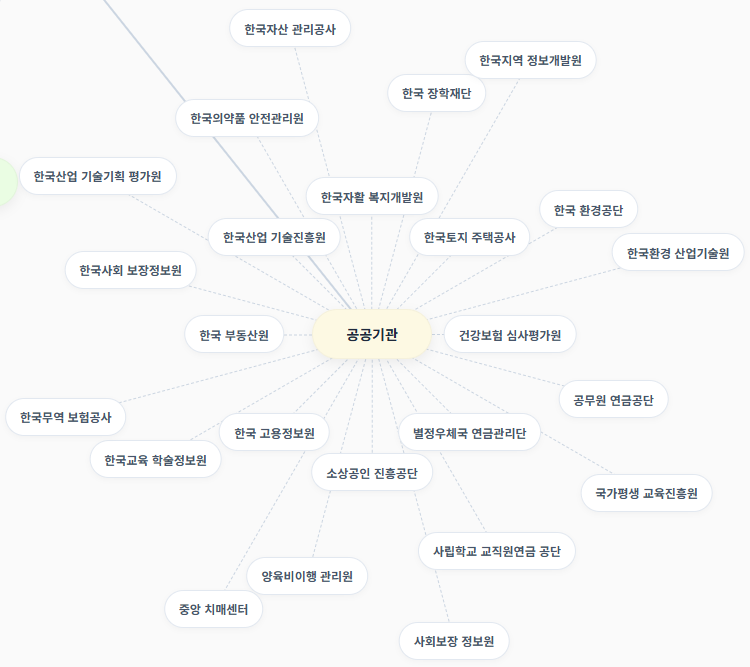 한국자산 관리공사
한국지역 정보개발원
한국 장학재단
한국의약품 안전관리원
한국산업 기술기획 평가원
한국자활 복지개발원
한국 환경공단
한국산업 기술진흥원
한국토지 주택공사
한국환경 산업기술원
한국사회 보장정보원
한국 부동산원
공공기관
건강보험 심사평가원
공무원 연금공단
한국무역 보험공사
한국 고용정보원
별정우체국 연금관리단
한국교육 학술정보원
소상공인 진흥공단
국가평생 교육진흥원
사립학교 교직원연금 공단
양육비이행 관리원
중앙 치매센터
사회보장 정보원